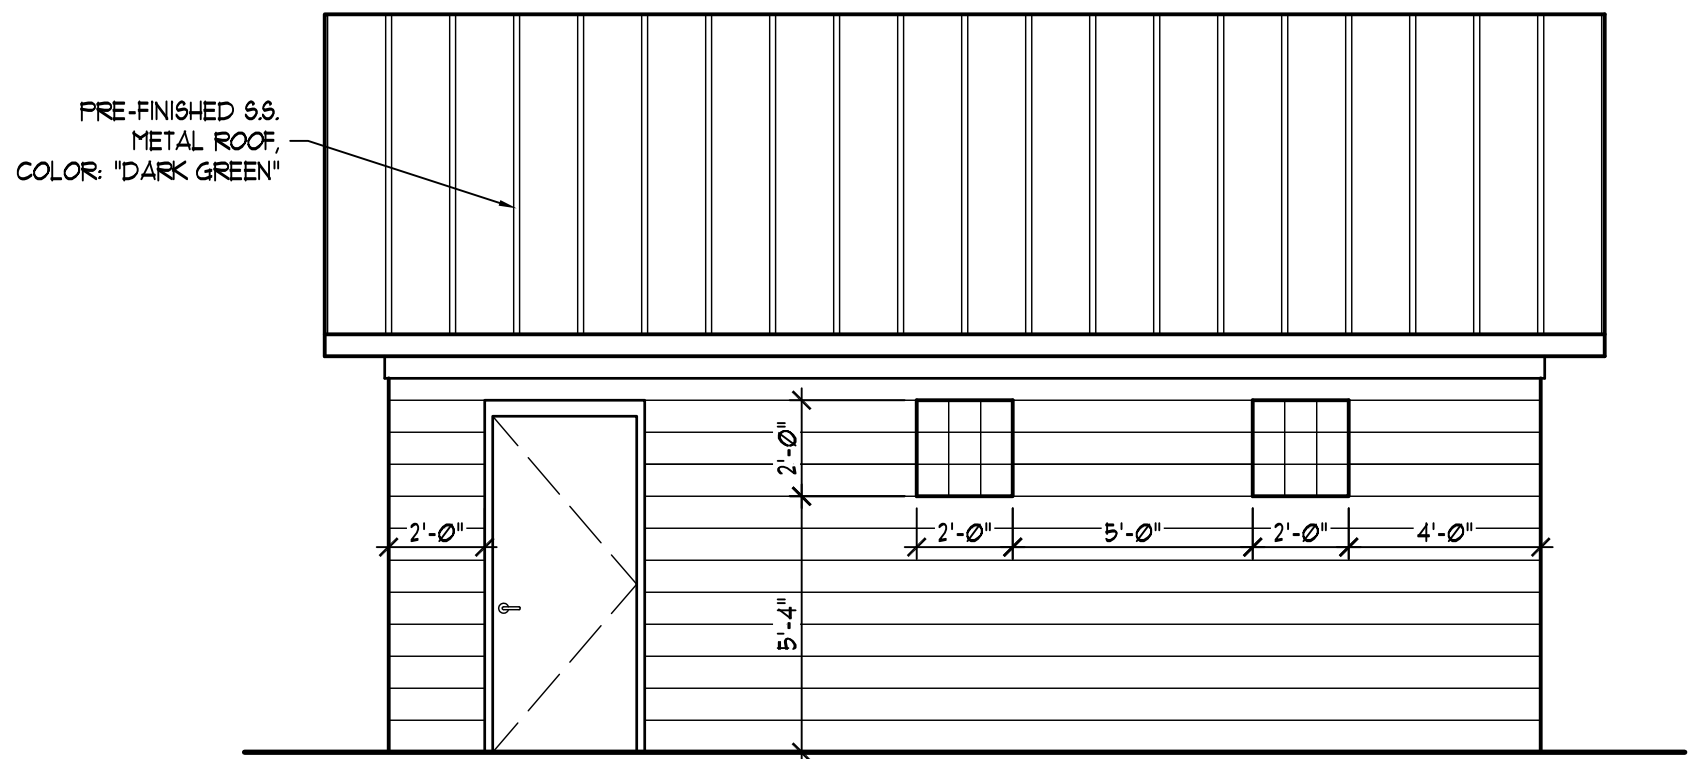 PRE-FINISHED S.S.
METAL ROOF,
COLOR: "DARK GREEN"
2'-0"
2'-0" 2'-0" 5'-0" 2'-0" 4'-0"
5'-4"